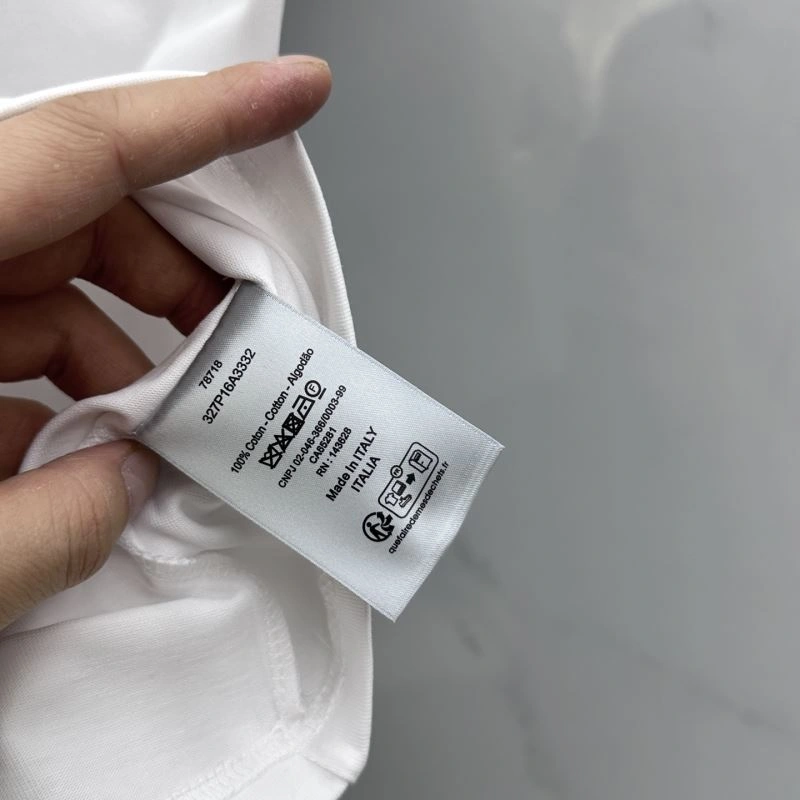 78718
327P16A3332
100% Coton - Cotton - Algodão
F
CNPJ 02-046-366/0003-99
CA65281
RN : 143628
Made In ITALY
ITALIA
FR
quefairedemesdechets.fr